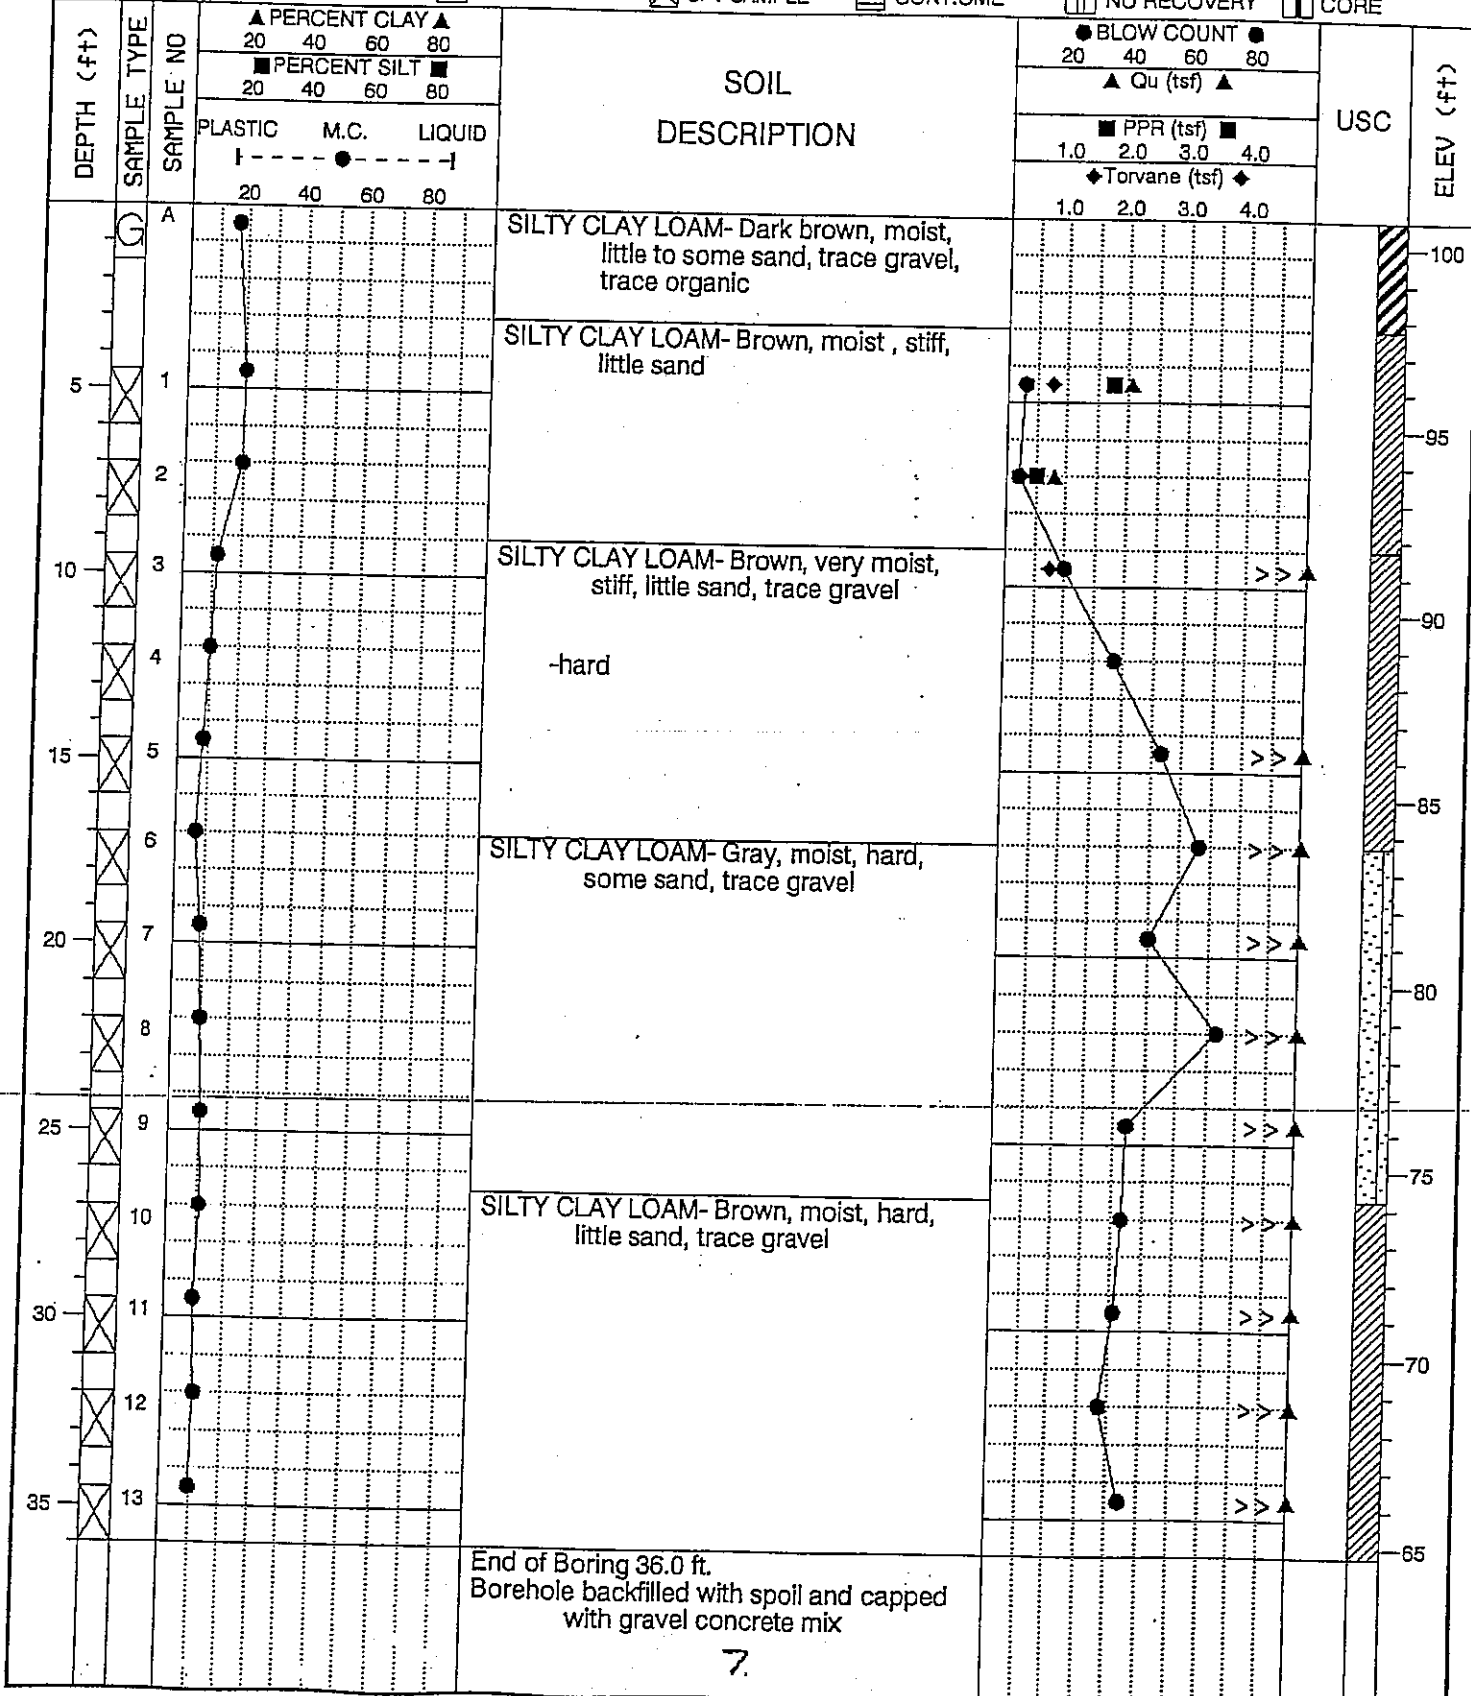 NO RECOVERY
CORE
DEPTH (ft)
SAMPLE TYPE
SAMPLE NO
▲ PERCENT CLAY ▲
20 40 60 80
■ PERCENT SILT ■
20 40 60 80
PLASTIC M.C. LIQUID
20 40 60 80
SOIL
DESCRIPTION
● BLOW COUNT ●
20 40 60 80
▲ Qu (tsf) ▲
■ PPR (tsf) ■
1.0 2.0 3.0 4.0
◆ Torvane (tsf) ◆
1.0 2.0 3.0 4.0
USC
ELEV (ft)
G
A
SILTY CLAY LOAM- Dark brown, moist,
little to some sand, trace gravel,
trace organic
100
SILTY CLAY LOAM- Brown, moist , stiff,
little sand
5
1
95
2
SILTY CLAY LOAM- Brown, very moist,
stiff, little sand, trace gravel
10
3
>>
90
4
-hard
15
5
>>
85
6
SILTY CLAY LOAM- Gray, moist, hard,
some sand, trace gravel
>>
20
7
>>
80
8
>>
25
9
>>
75
SILTY CLAY LOAM- Brown, moist, hard,
little sand, trace gravel
10
>>
30
11
>>
70
12
>>
35
13
>>
65
End of Boring 36.0 ft.
Borehole backfilled with spoil and capped
with gravel concrete mix
7.